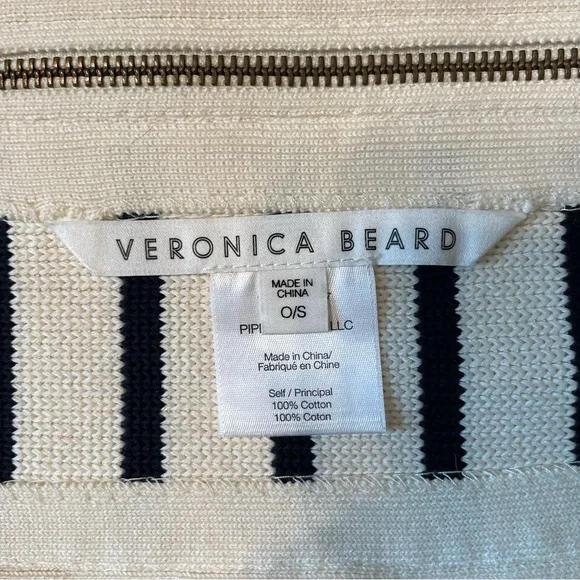 VERONICA BEARD
MADE IN
CHINA
O/S
LLC
Made in China/
Fabriqué en Chine
Self / Principal
100% Cotton
100% Coton